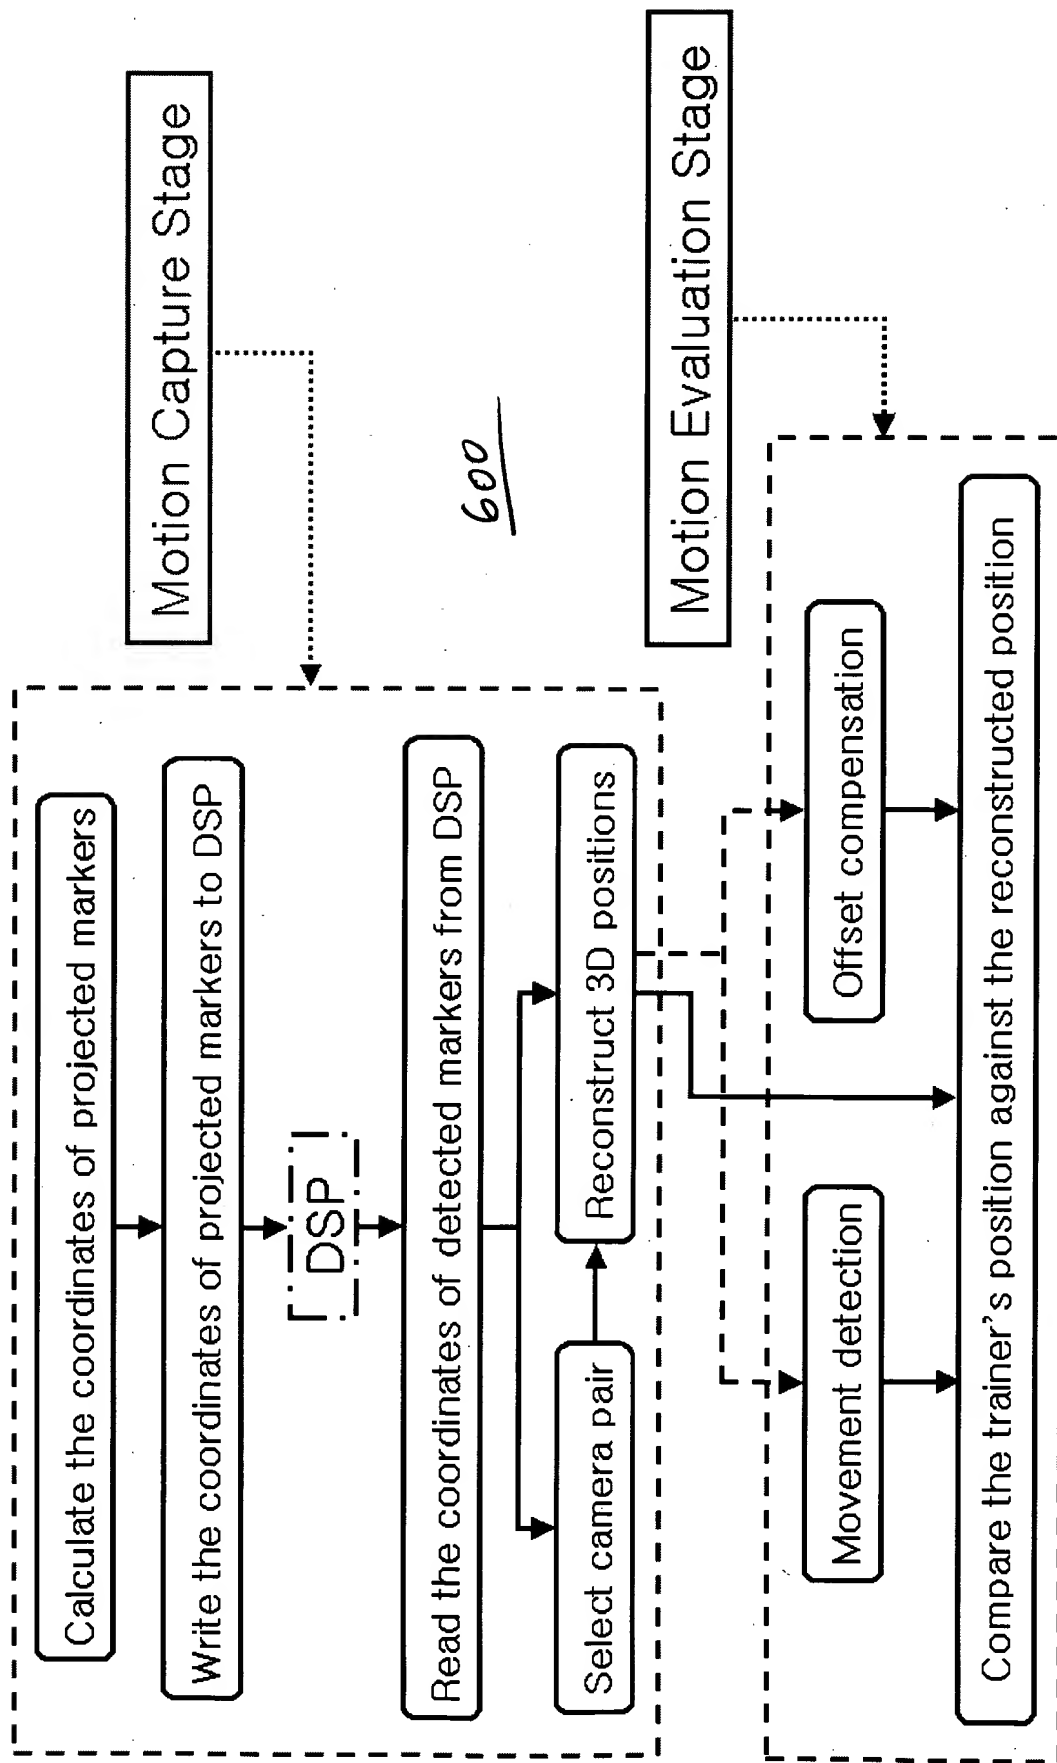 Calculate the coordinates of projected markers
Write the coordinates of projected markers to DSP
DSP
Read the coordinates of detected markers from DSP
Select camera pair
Reconstruct 3D positions
Motion Capture Stage
600
Movement detection
Offset compensation
Compare the trainer's position against the reconstructed position
Motion Evaluation Stage